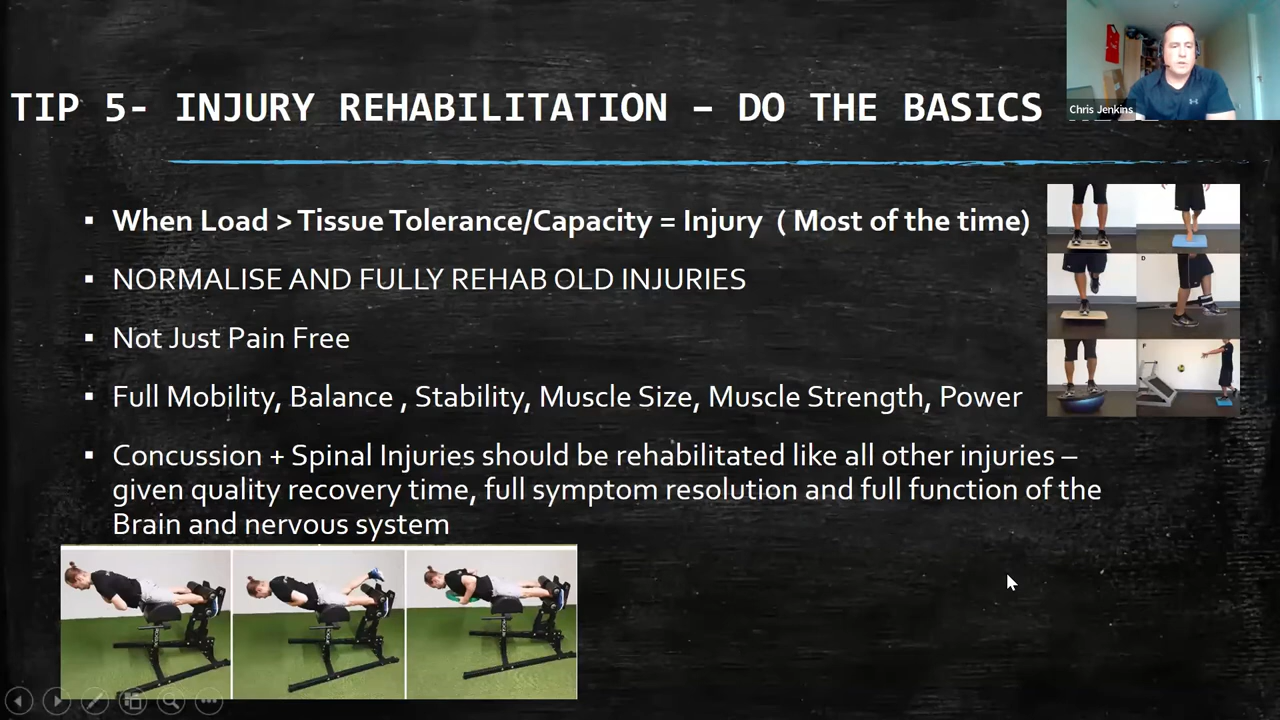 TIP 5- INJURY REHABILITATION – DO THE BASICS
Chris Jenkins
▪ When Load > Tissue Tolerance/Capacity = Injury ( Most of the time)
▪ NORMALISE AND FULLY REHAB OLD INJURIES
▪ Not Just Pain Free
▪ Full Mobility, Balance , Stability, Muscle Size, Muscle Strength, Power
▪ Concussion + Spinal Injuries should be rehabilitated like all other injuries –
given quality recovery time, full symptom resolution and full function of the
Brain and nervous system
D
F